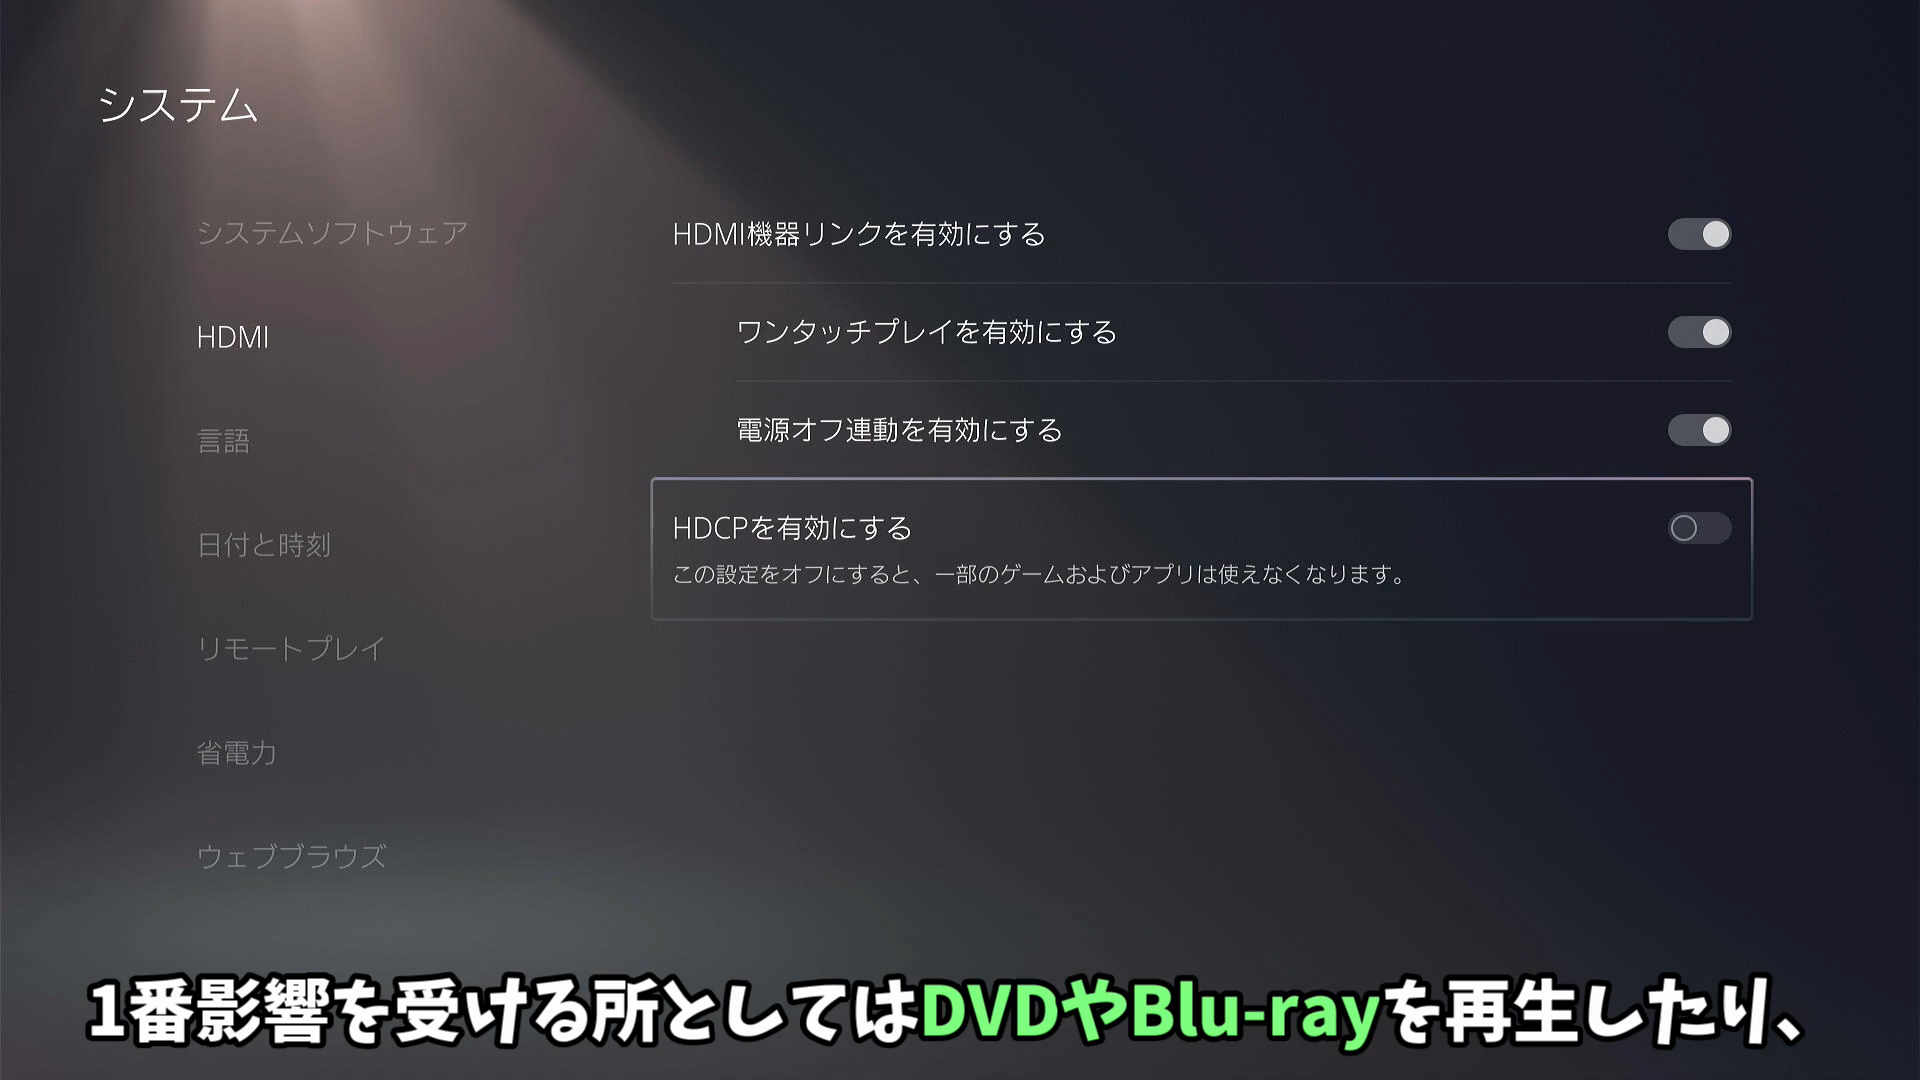 システム
システムソフトウェア
HDMI
言語
日付と時刻
リモートプレイ
省電力
ウェブブラウズ
HDMI機器リンクを有効にする
ワンタッチプレイを有効にする
電源オフ連動を有効にする
HDCPを有効にする
この設定をオフにすると、一部のゲームおよびアプリは使えなくなります。
1番影響を受ける所としてはDVDやBlu-rayを再生したり、